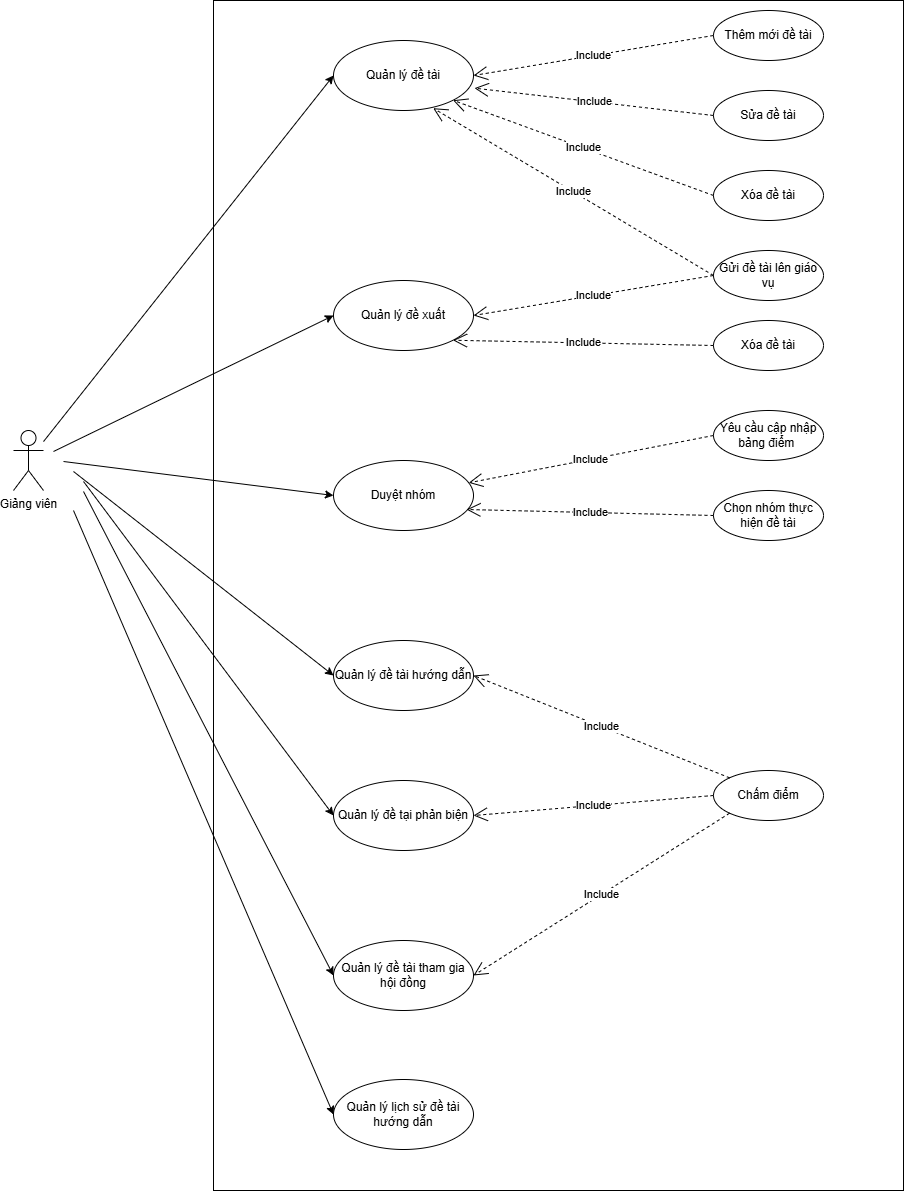 Thêm mới đề tài
Include
Quản lý đề tài
Include
Sửa đề tài
Include
Xóa đề tài
Include
Gửi đề tài lên giáo
vụ
Include
Quản lý đề xuất
Include
Xóa đề tài
Yêu cầu cập nhập
bảng điểm
Include
Giảng viên
Duyệt nhóm
Include
Chọn nhóm thực
hiện đề tài
Quản lý đề tài hướng dẫn
Include
Chấm điểm
Include
Quản lý đề tại phản biện
Include
Quản lý đề tài tham gia
hội đồng
Quản lý lịch sử đề tài
hướng dẫn